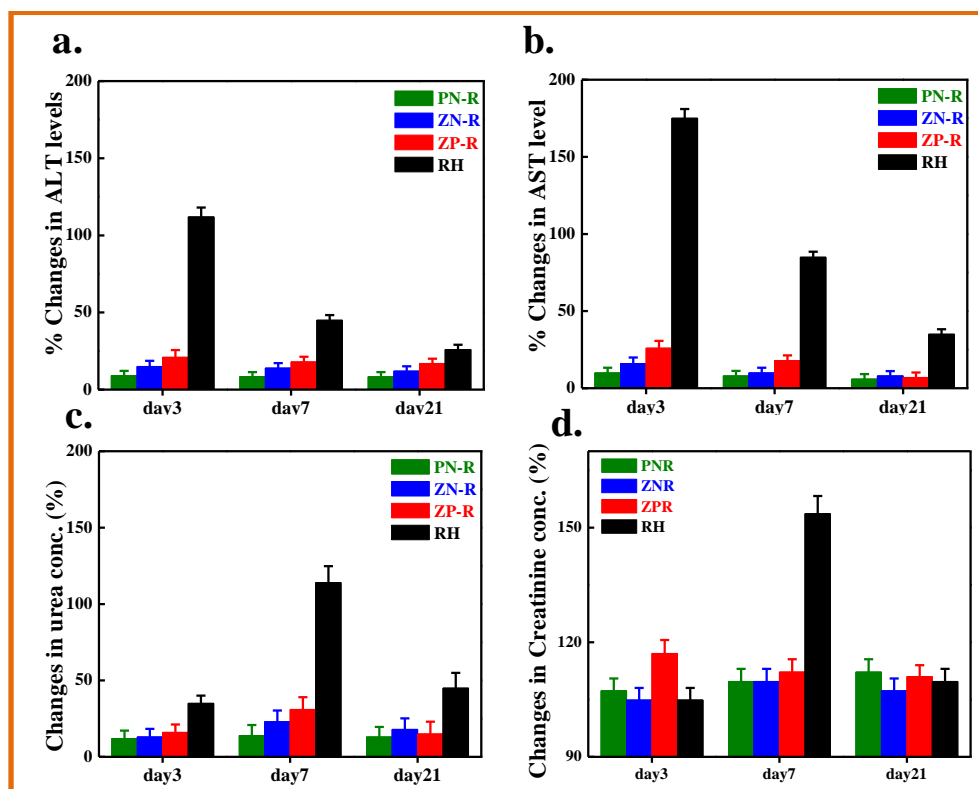 a.
% Changes in ALT levels
200
150
100
50
0
PN-R
ZN-R
ZP-R
RH
day3 day7 day21
b.
% Changes in AST level
200
150
100
50
0
PN-R
ZN-R
ZP-R
RH
day3 day7 day21
c.
Changes in urea conc. (%)
200
150
100
50
0
PN-R
ZN-R
ZP-R
RH
day3 day7 day21
d.
Changes in Creatinine conc. (%)
150
120
90
PNR
ZNR
ZPR
RH
day3 day7 day21